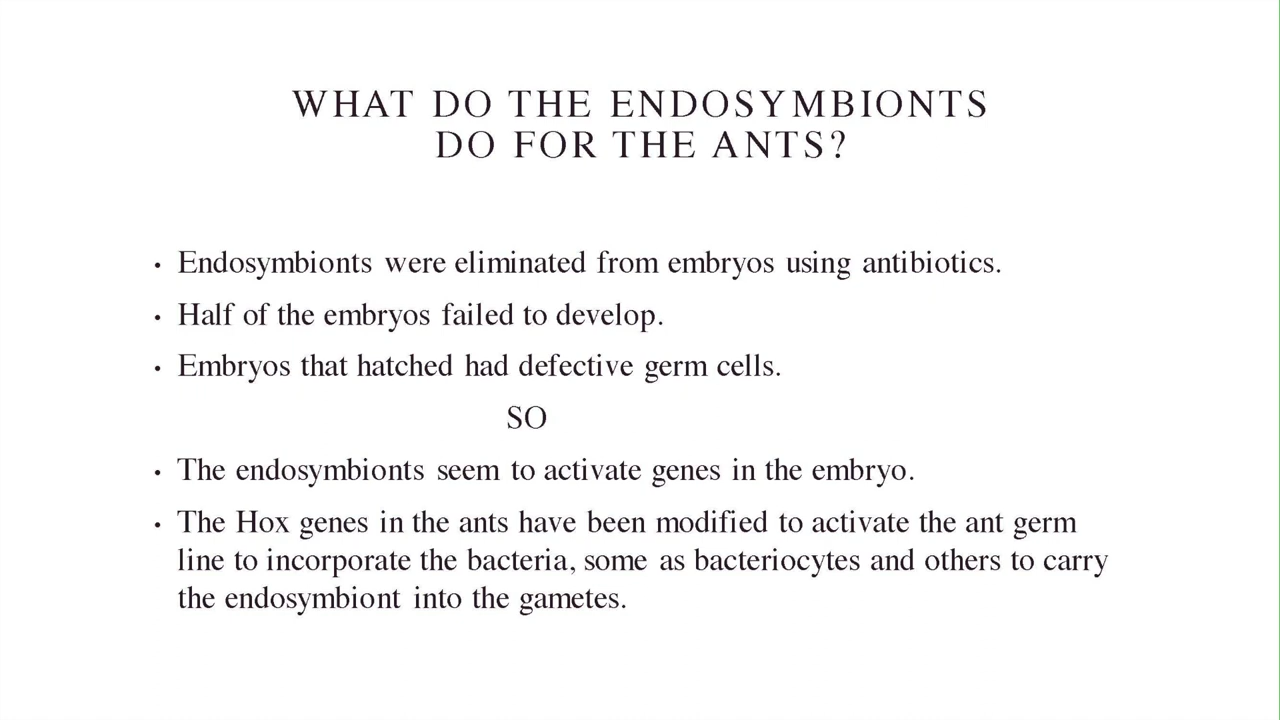 WHAT DO THE ENDOSYMBIONTS
DO FOR THE ANTS?
• Endosymbionts were eliminated from embryos using antibiotics.
• Half of the embryos failed to develop.
• Embryos that hatched had defective germ cells.
SO
• The endosymbionts seem to activate genes in the embryo.
• The Hox genes in the ants have been modified to activate the ant germ
line to incorporate the bacteria, some as bacteriocytes and others to carry
the endosymbiont into the gametes.